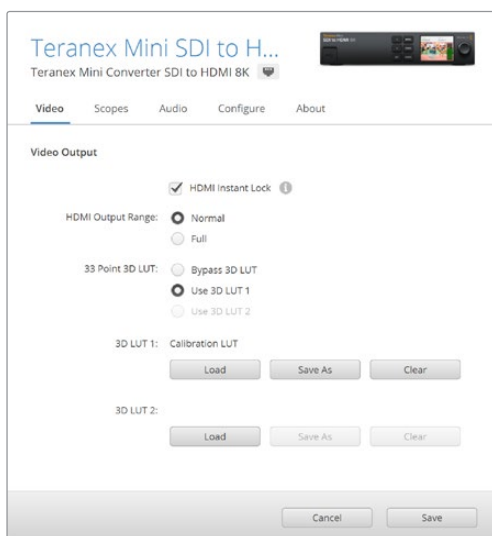 Teranex Mini SDI to H...
Teranex Mini Converter SDI to HDMI 8K
Video Scopes Audio Configure About
Video Output
HDMI Instant Lock
HDMI Output Range: Normal
Full
33 Point 3D LUT: Bypass 3D LUT
Use 3D LUT 1
Use 3D LUT 2
3D LUT 1: Calibration LUT
Load Save As Clear
3D LUT 2:
Load Save As Clear
Cancel Save